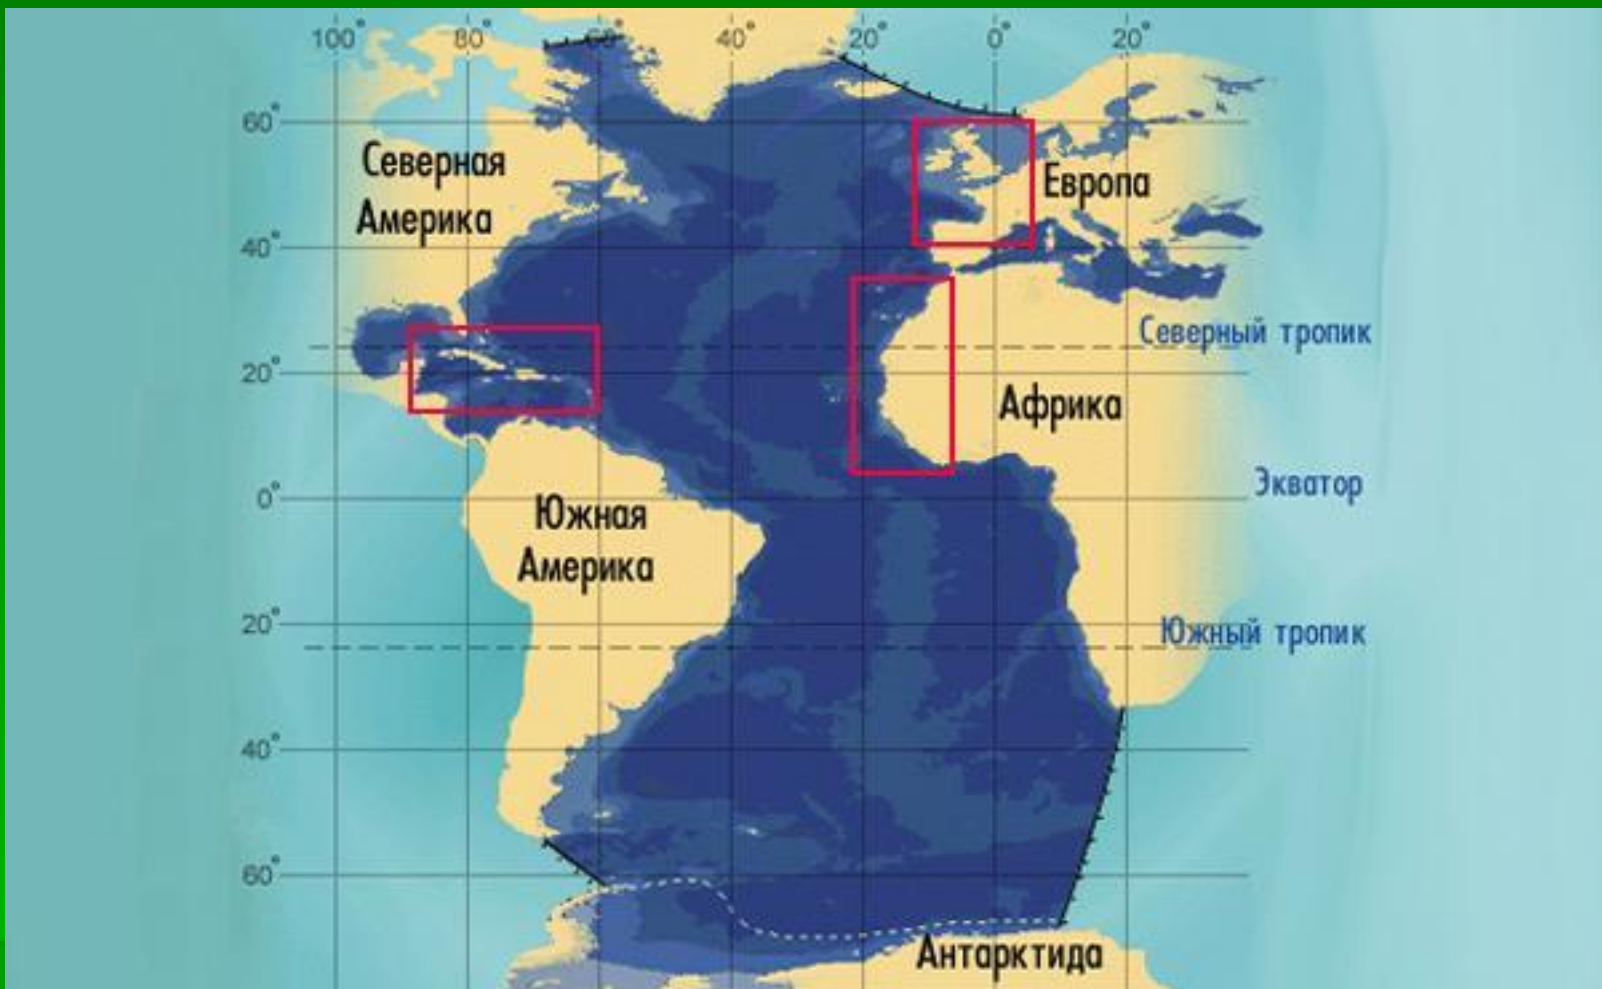 100° 80° 60° 40° 20° 0° 20°
60°
Северная
Америка
Европа
40°
Северный тропик
20°
Африка
Экватор
0°
Южная
Америка
20°
Южный тропик
40°
60°
Антарктида